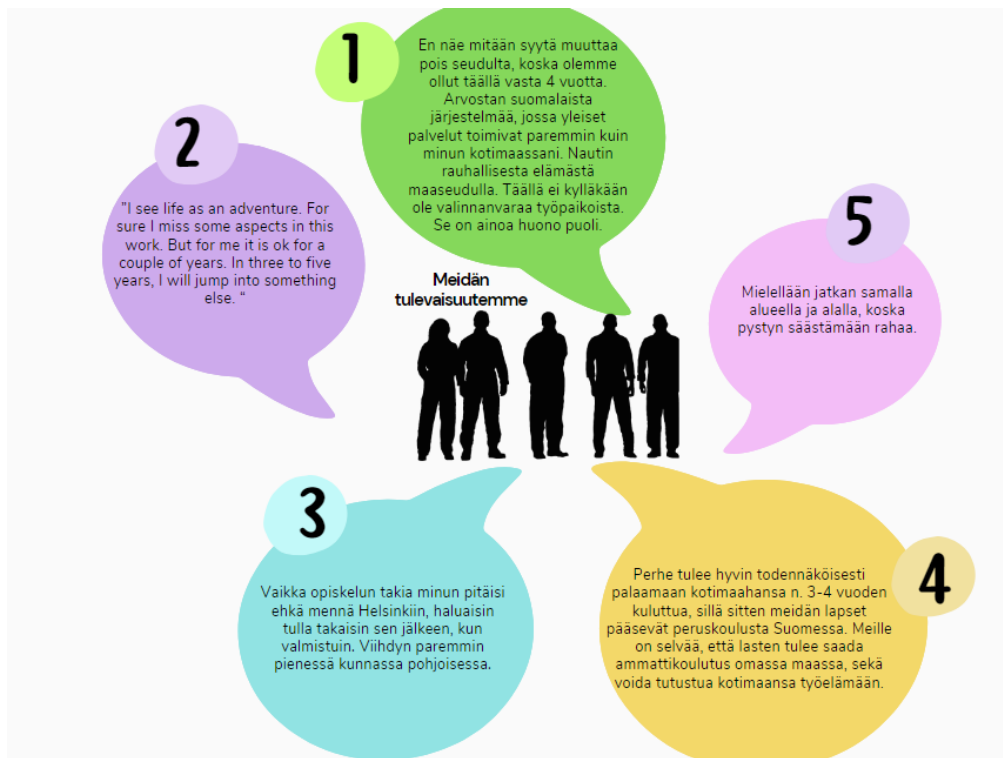 1
En näe mitään syytä muuttaa
pois seudulta, koska olemme
ollut täällä vasta 4 vuotta.
Arvostan suomalaista
järjestelmää, jossa yleiset
palvelut toimivat paremmin kuin
minun kotimaassani. Nautin
rauhallisesta elämästä
maaseudulla. Täällä ei kylläkään
ole valinnanvaraa työpaikoista.
Se on ainoa huono puoli.
2
"I see life as an adventure. For
sure I miss some aspects in this
work. But for me it is ok for a
couple of years. In three to five
years, I will jump into something
else. "
Meidän
tulevaisuutemme
5
Mielellään jatkan samalla
alueella ja alalla, koska
pystyn säästämään rahaa.
3
Vaikka opiskelun takia minun pitäisi
ehkä mennä Helsinkiin, haluaisin
tulla takaisin sen jälkeen, kun
valmistuin. Viihdyn paremmin
pienessä kunnassa pohjoisessa.
4
Perhe tulee hyvin todennäköisesti
palaamaan kotimaahansa n. 3-4 vuoden
kuluttua, sillä sitten meidän lapset
pääsevät peruskoulusta Suomessa. Meille
on selvää, että lasten tulee saada
ammattikoulutus omassa maassa, sekä
voida tutustua kotimaansa työelämään.